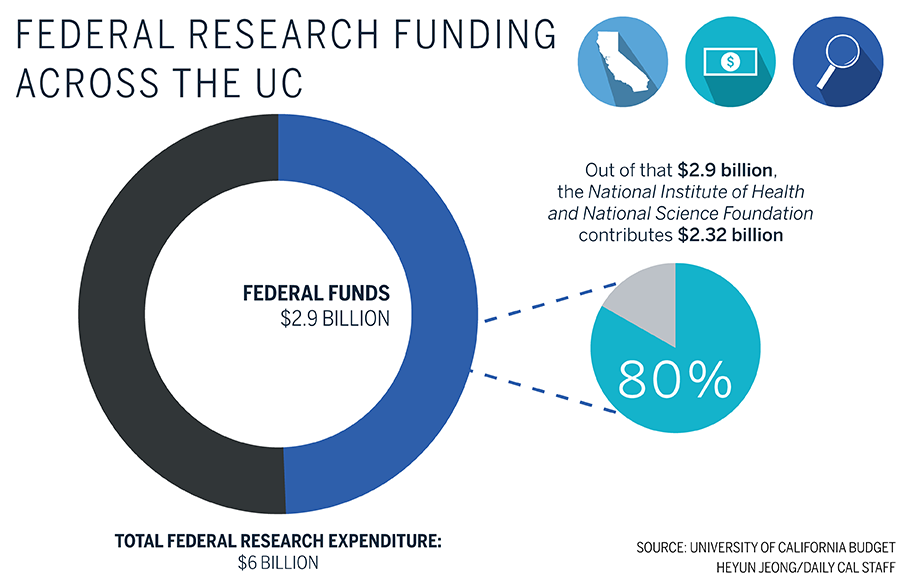 FEDERAL RESEARCH FUNDING
ACROSS THE UC
$
Out of that $2.9 billion,
the National Institute of Health
and National Science Foundation
contributes $2.32 billion
FEDERAL FUNDS
$2.9 BILLION
80%
TOTAL FEDERAL RESEARCH EXPENDITURE:
$6 BILLION
SOURCE: UNIVERSITY OF CALIFORNIA BUDGET
HEYUN JEONG/DAILY CAL STAFF